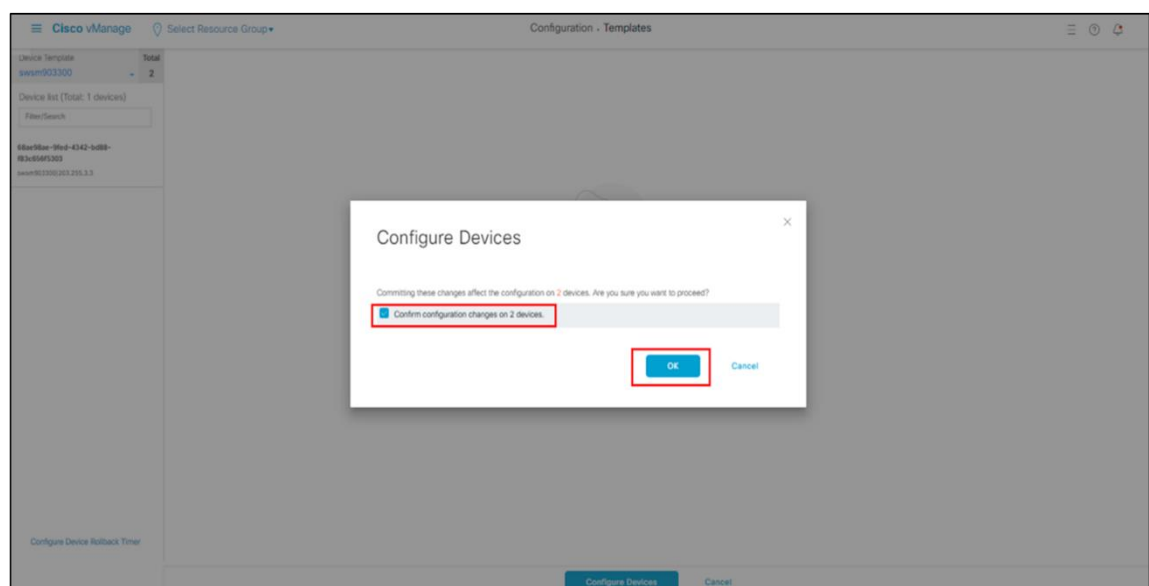 Cisco vManage
Select Resource Group
Configuration · Templates
Device Template
Total
swsm903300
2
Device list (Total: 1 devices)
Filter/Search
Configure Devices
Committing these changes affect the configuration on 2 devices. Are you sure you want to proceed?
Confirm configuration changes on 2 devices.
OK
Cancel
Configure Device Rollback Timer
Configure Devices
Cancel